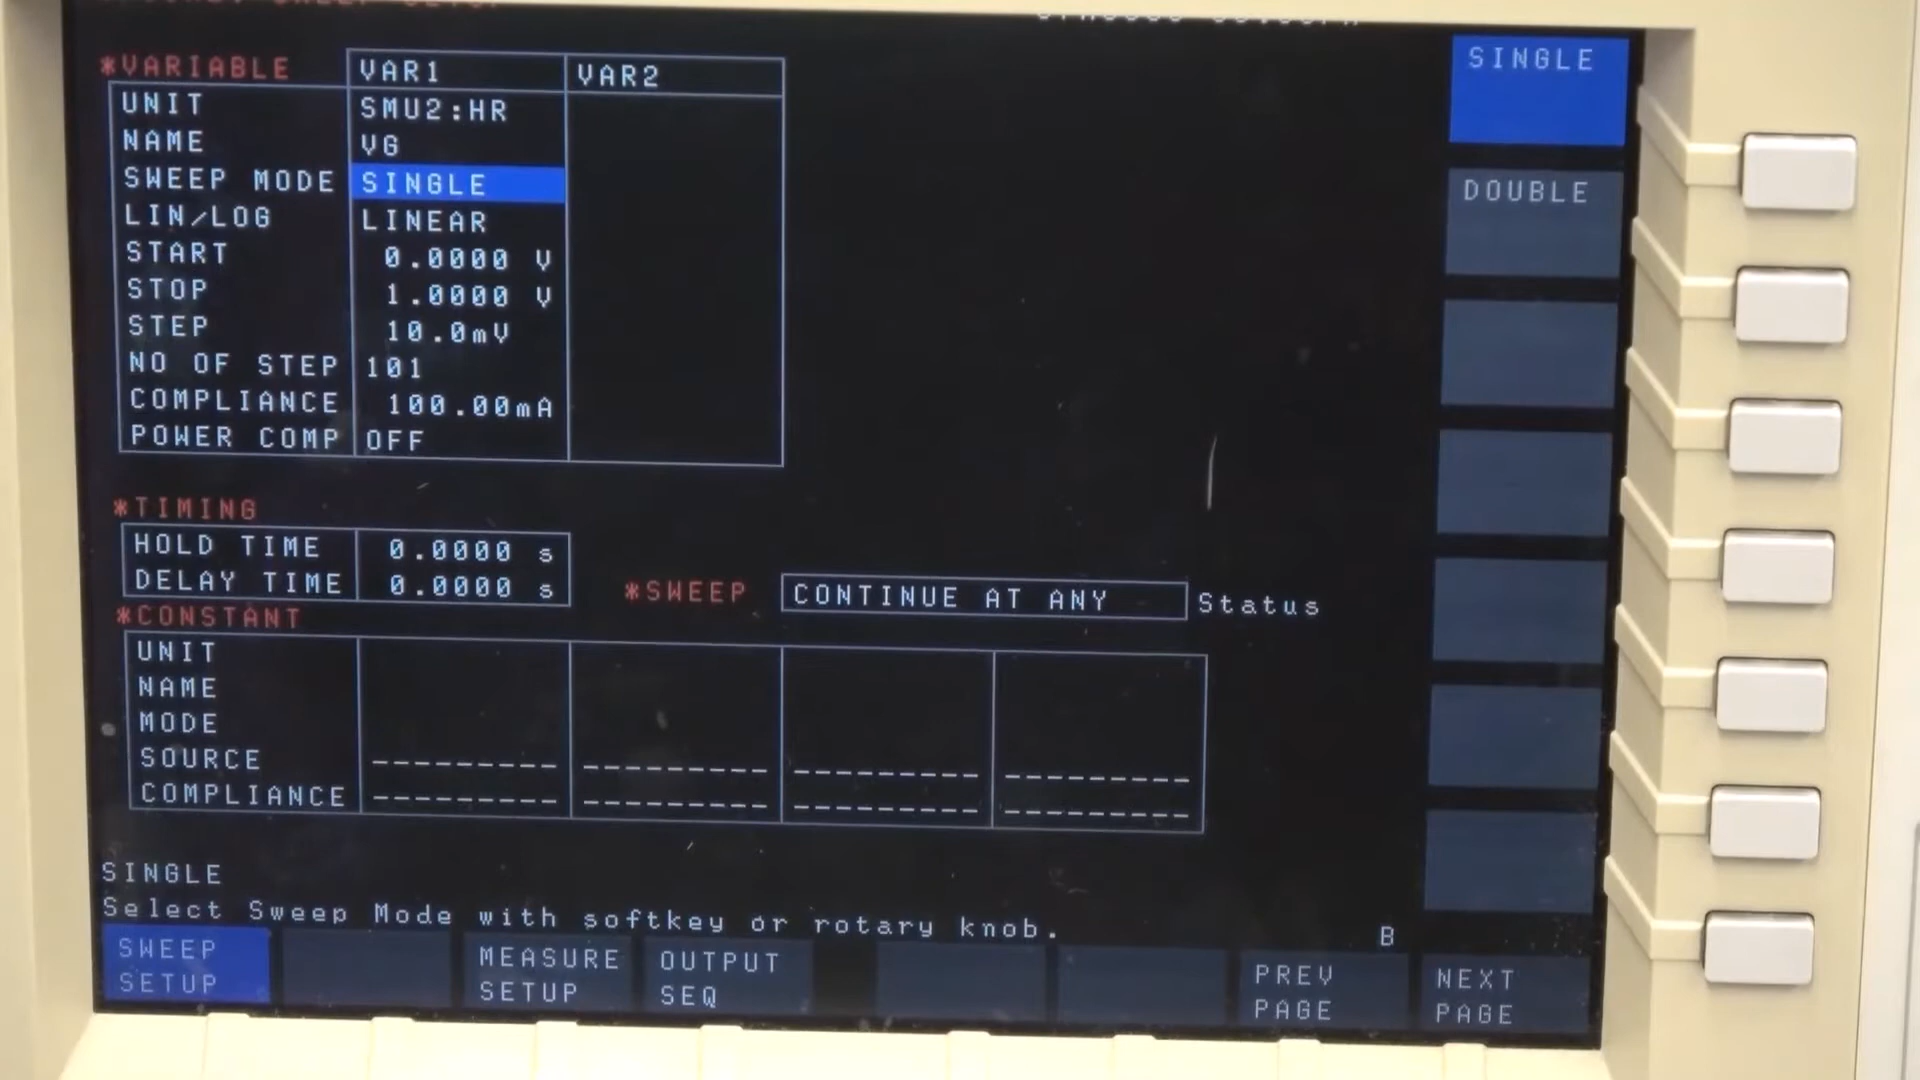 *VARIABLE VAR1 VAR2
UNIT SMU2:HR
NAME VG
SWEEP MODE SINGLE
LIN/LOG LINEAR
START 0.0000 V
STOP 1.0000 V
STEP 10.0mV
NO OF STEP 101
COMPLIANCE 100.00mA
POWER COMP OFF
*TIMING
HOLD TIME 0.0000 s
DELAY TIME 0.0000 s
*SWEEP CONTINUE AT ANY Status
*CONSTANT
UNIT
NAME
MODE
SOURCE --------- --------- --------- ---------
COMPLIANCE --------- --------- --------- ---------
SINGLE
Select Sweep Mode with softkey or rotary knob.
B
SWEEP SETUP
MEASURE SETUP
OUTPUT SEQ
PREV PAGE
NEXT PAGE
SINGLE
DOUBLE